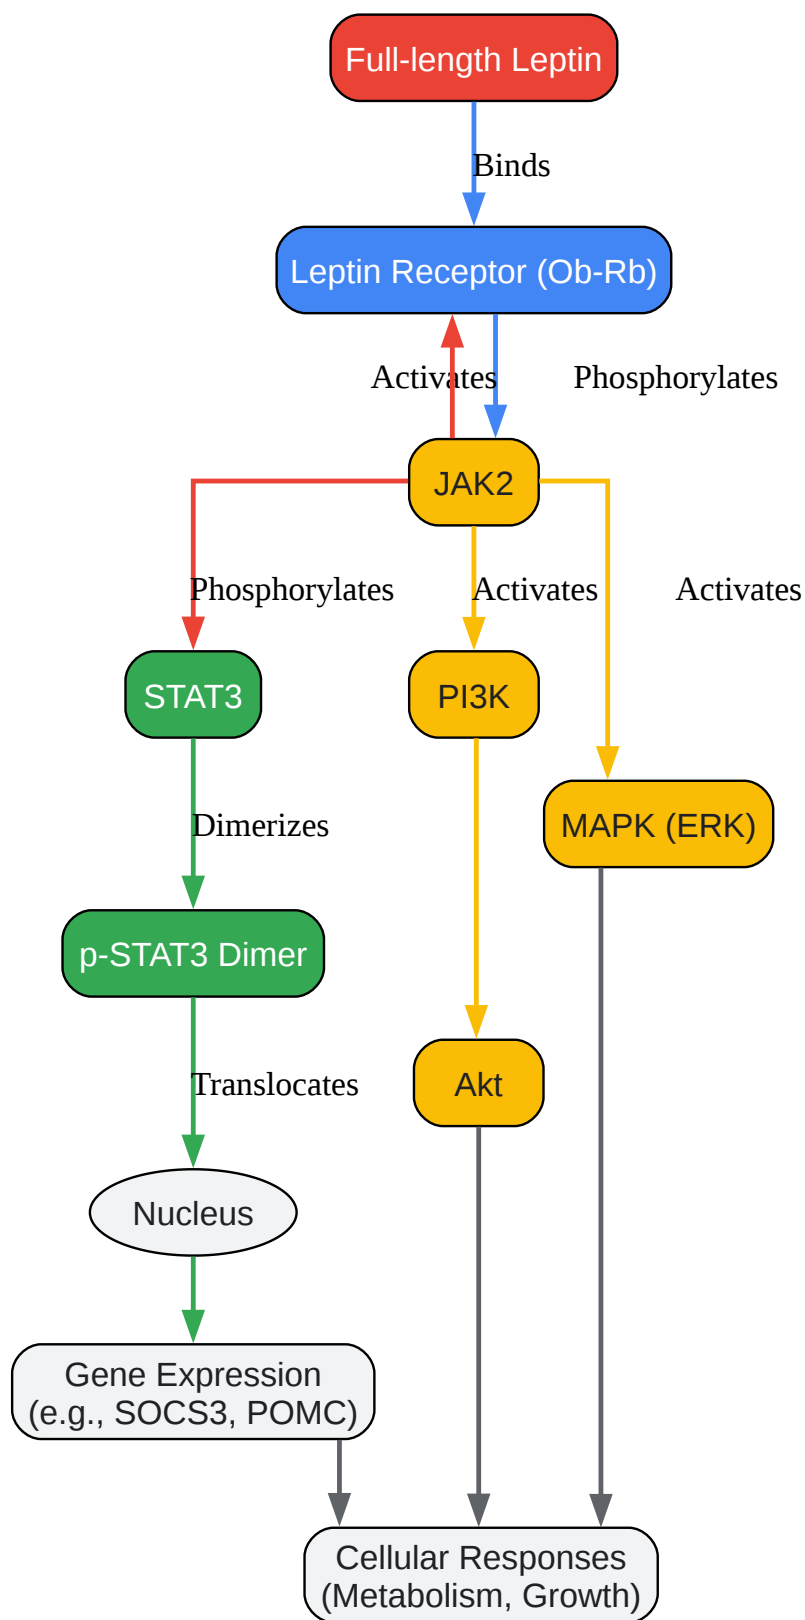 Full-length Leptin
Binds
Leptin Receptor (Ob-Rb)
Activates
Phosphorylates
JAK2
Phosphorylates
Activates
Activates
STAT3
PI3K
Dimerizes
MAPK (ERK)
p-STAT3 Dimer
Translocates
Akt
Nucleus
Gene Expression
(e.g., SOCS3, POMC)
Cellular Responses
(Metabolism, Growth)